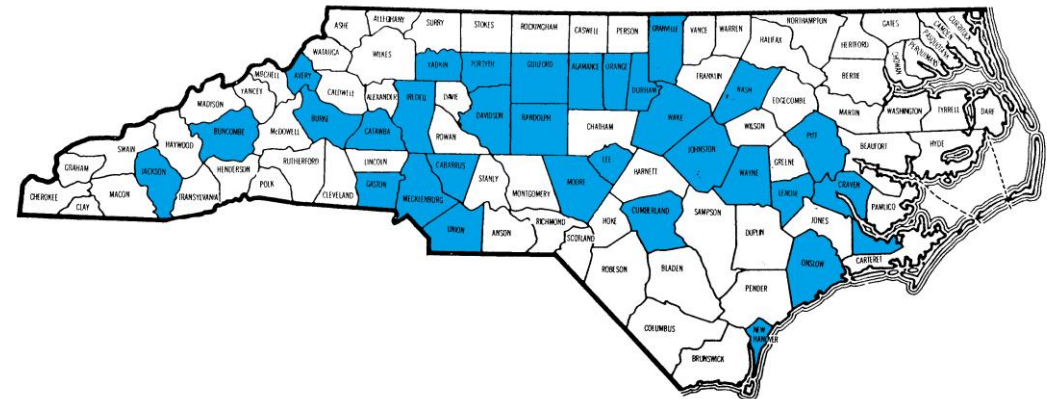 ASHE
ALLEGHANY
SURRY
STOKES
ROCKINGHAM
CASWELL
PERSON
GRANVILLE
VANCE
WARREN
NORTHAMPTON
GATES
CURRITUCK
CAMDEN
PASQUOTANK
PERQUIMENS
CHOWAN
HERTFORD
HALIFAX
WATAUGA
WILKES
YADKIN
FORSYTH
GUILFORD
ALAMANCE
ORANGE
DURHAM
FRANKLIN
NASH
BERTIE
MITCHELL
AVERY
CALDWELL
ALEXANDER
IREDELL
DAVIE
EDGECOMBE
MADISON
YANCEY
BURKE
CATAWBA
ROWAN
DAVIDSON
RANDOLPH
CHATHAM
WAKE
WILSON
MARTIN
WASHINGTON
TYRRELL
DARE
SWAIN
HAYWOOD
BUNCOMBE
McDOWELL
PITT
BEAUFORT
HYDE
GRAHAM
JACKSON
HENDERSON
RUTHERFORD
LINCOLN
CABARRUS
STANLY
MONTGOMERY
MOORE
LEE
HARNETT
JOHNSTON
WAYNE
GREENE
LENOIR
CRAVEN
PAMLICO
CHEROKEE
CLAY
MACON
TRANSYLVANIA
POLK
CLEVELAND
GASTON
MECKLENBURG
UNION
ANSON
RICHMOND
SCORLAND
HOKE
CUMBERLAND
SAMPSON
DUPLIN
JONES
CARTERET
ONSLOW
ROBESON
BLADEN
PENDER
COLUMBUS
BRUNSWICK
NEW
HANOVER